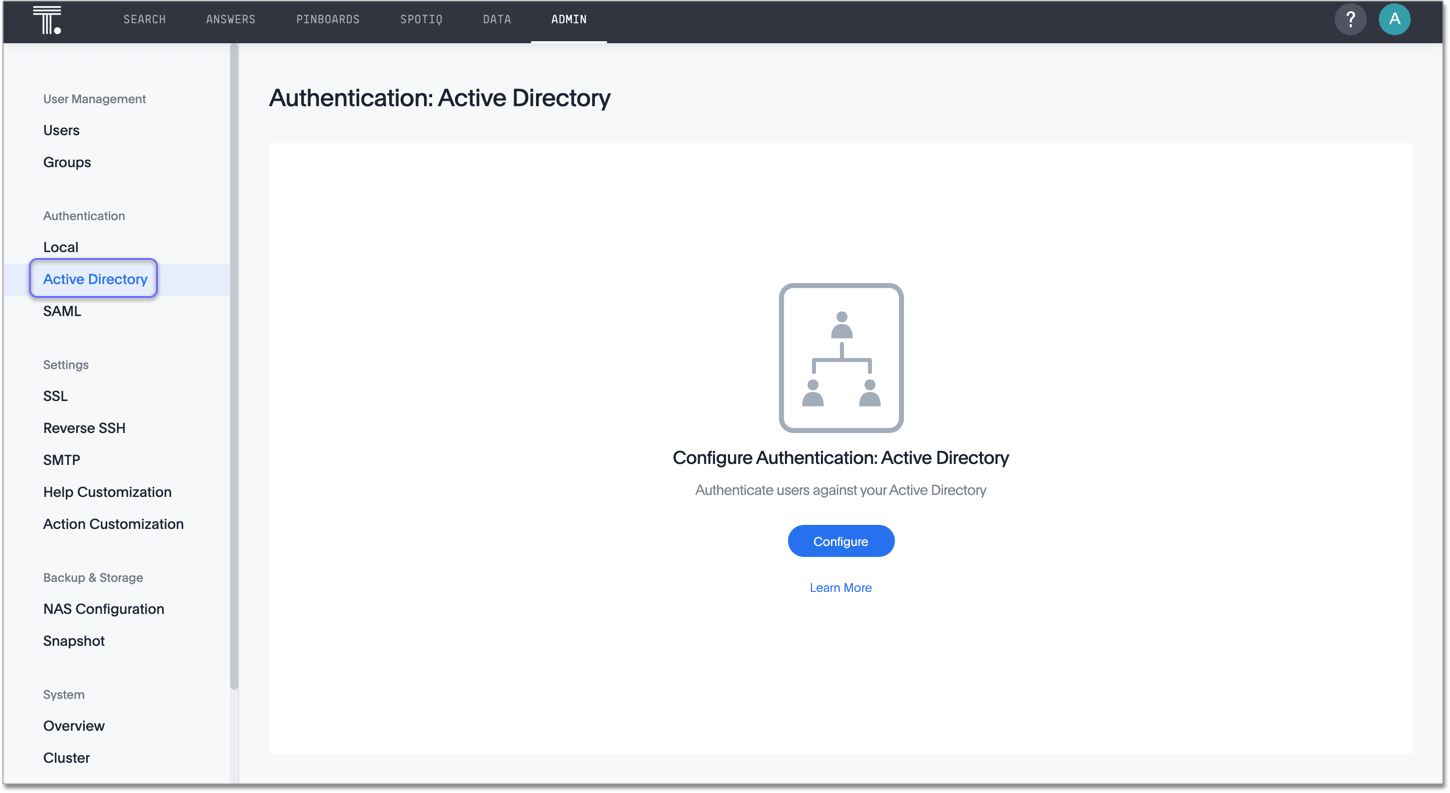 T.
SEARCH
ANSWERS
PINBOARDS
SPOTIQ
DATA
ADMIN
?
A
User Management
Users
Groups
Authentication
Local
Active Directory
SAML
Settings
SSL
Reverse SSH
SMTP
Help Customization
Action Customization
Backup & Storage
NAS Configuration
Snapshot
System
Overview
Cluster
Authentication: Active Directory
Configure Authentication: Active Directory
Authenticate users against your Active Directory
Configure
Learn More